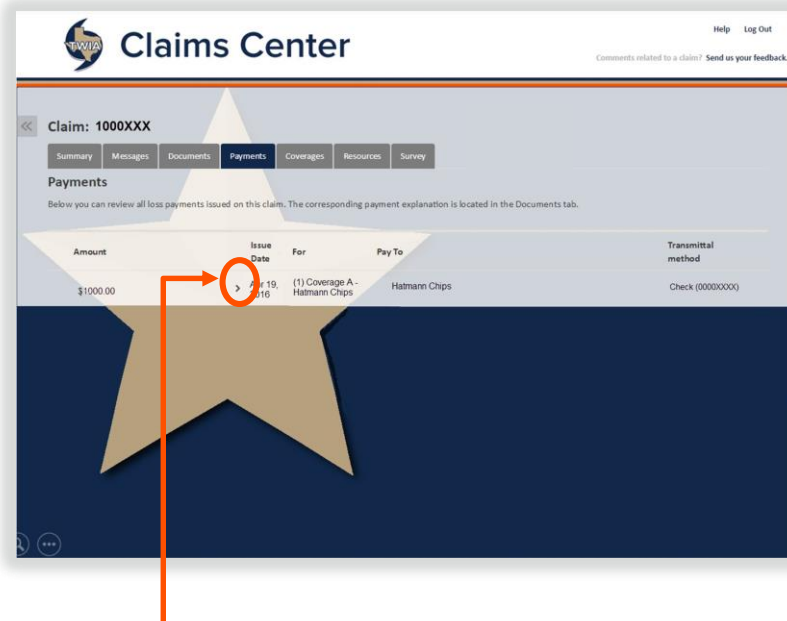 TWIA
Claims Center
Help Log Out
Comments related to a claim? Send us your feedback.
Claim: 1000XXX
Summary Messages Documents Payments Coverages Resources Survey
Payments
Below you can review all loss payments issued on this claim. The corresponding payment explanation is located in the Documents tab.
Amount Issue Date For Pay To Transmittal method
$1000.00 Apr 19, 2016 (1) Coverage A - Hatmann Chips Hatmann Chips Check (0000XXXX)